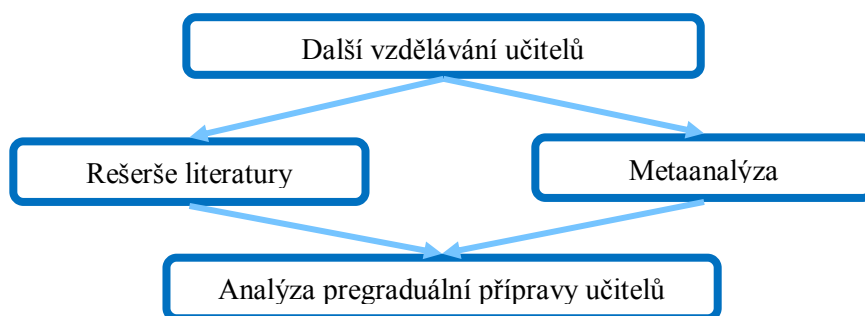 Další vzdělávání učitelů
Rešerše literatury
Metaanalýza
Analýza pregraduální přípravy učitelů